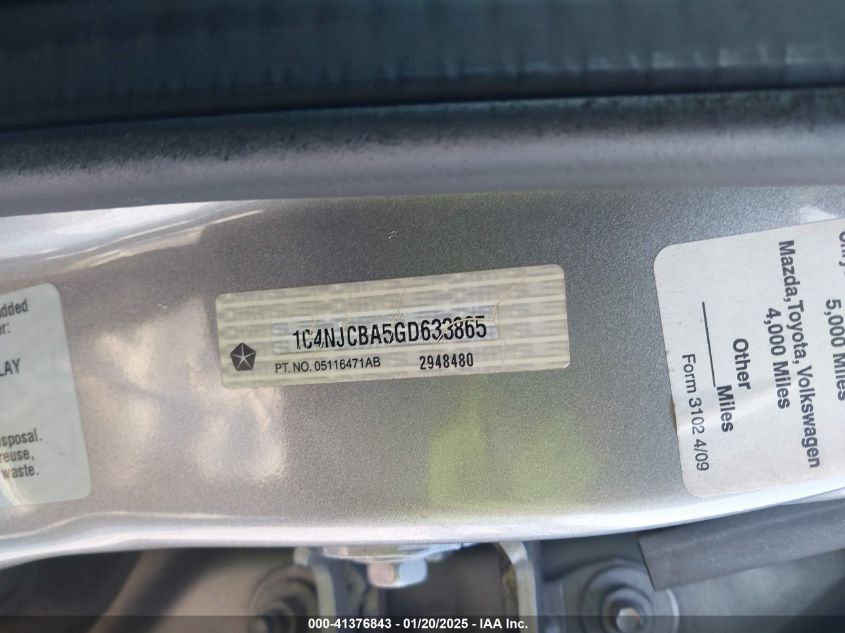 dded
r:
LAY
sposal.
reuse,
waste.
1C4NJCBA5GD633865
PT. NO. 05116471AB 2948480
5,000 Miles
Mazda,Toyota, Volkswagen
4,000 Miles
Other
____Miles
Form 3102 4/09
000-41376843 - 01/20/2025 - IAA Inc.